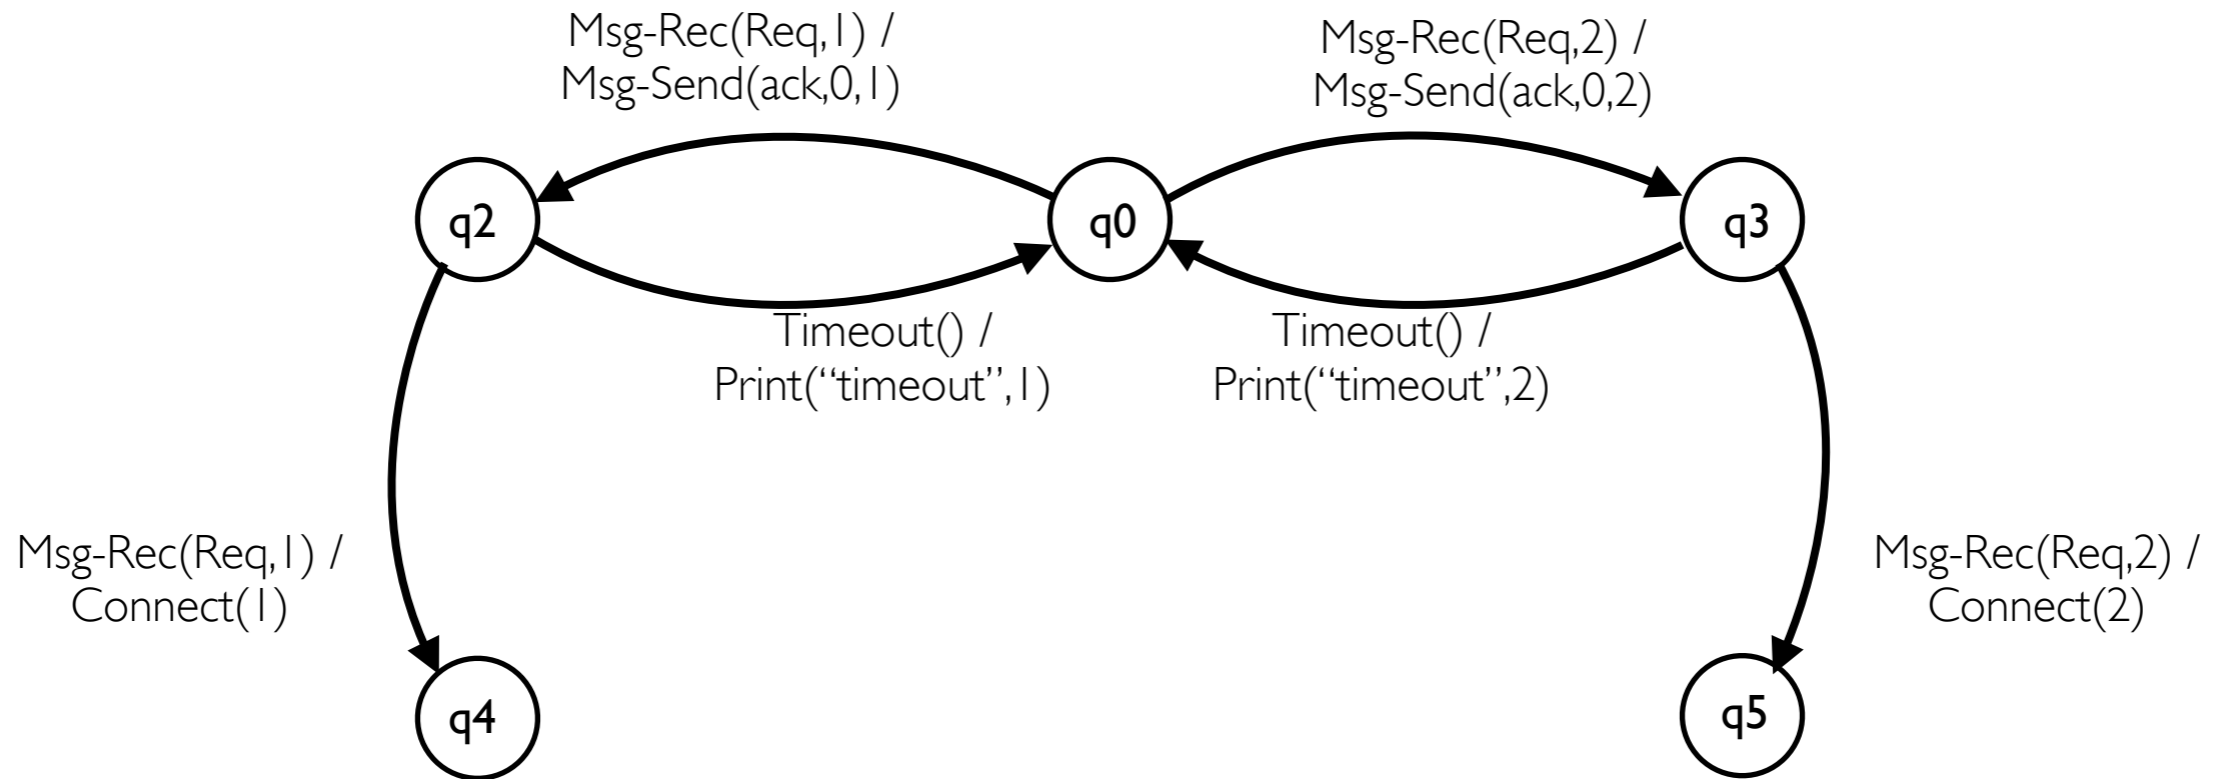 Msg-Rec(Req,1) /
Msg-Send(ack,0,1)
Msg-Rec(Req,2) /
Msg-Send(ack,0,2)
q2
q0
q3
Timeout() /
Print(“timeout”,1)
Timeout() /
Print(“timeout”,2)
Msg-Rec(Req,1) /
Connect(1)
Msg-Rec(Req,2) /
Connect(2)
q4
q5